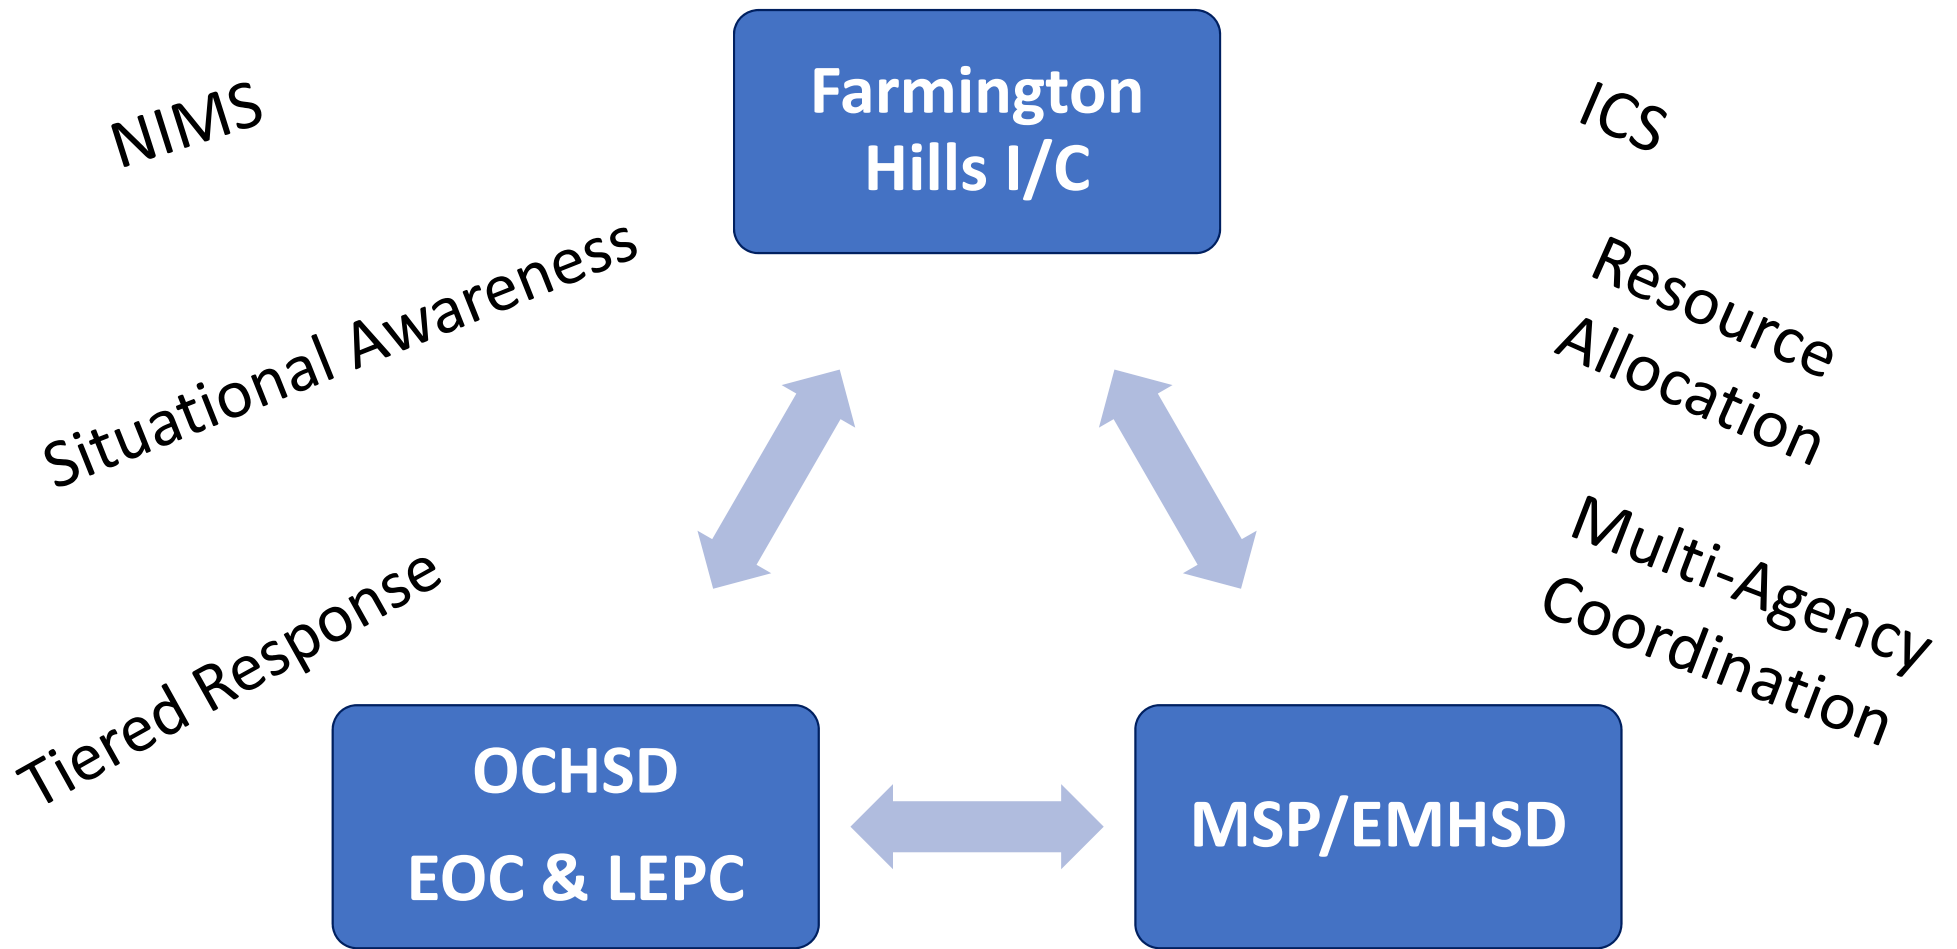 NIMS
Situational Awareness
Tiered Response
Farmington
Hills I/C
OCHSD
EOC & LEPC
MSP/EMHSD
ICS
Resource
Allocation
Multi-Agency
Coordination